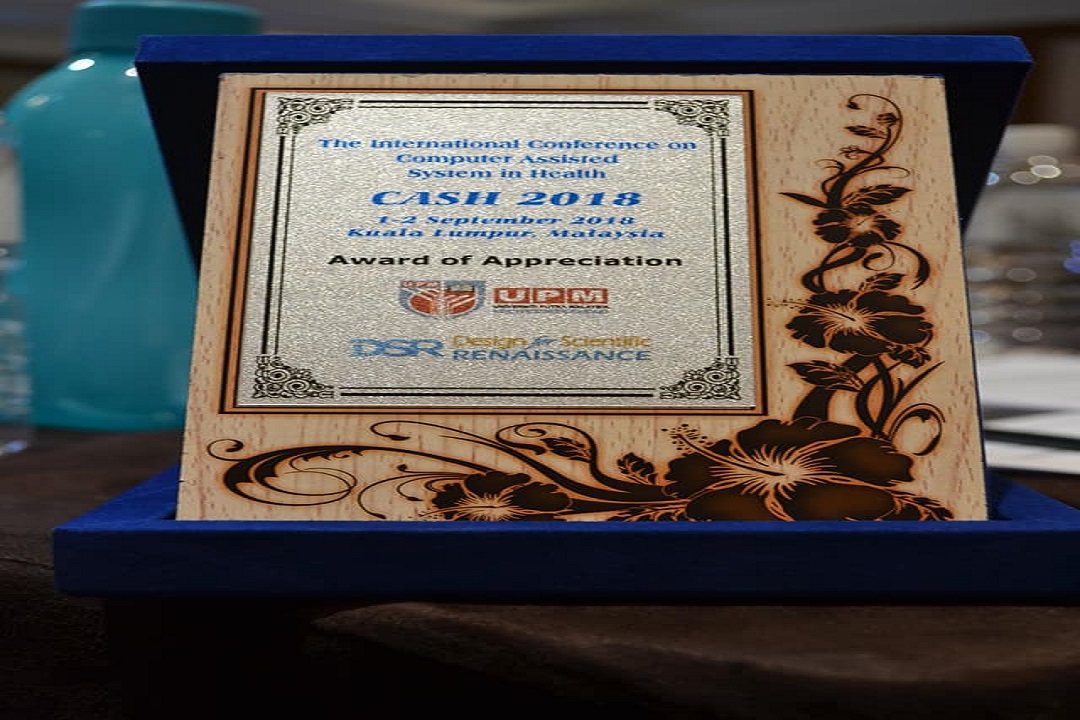 The International Conference on
Computer Assisted
System in Health
CASH 2018
1-2 September 2018
Kuala Lumpur, Malaysia
Award of Appreciation
UPM
UPM
DSR Design for Scientific
RENAISSANCE